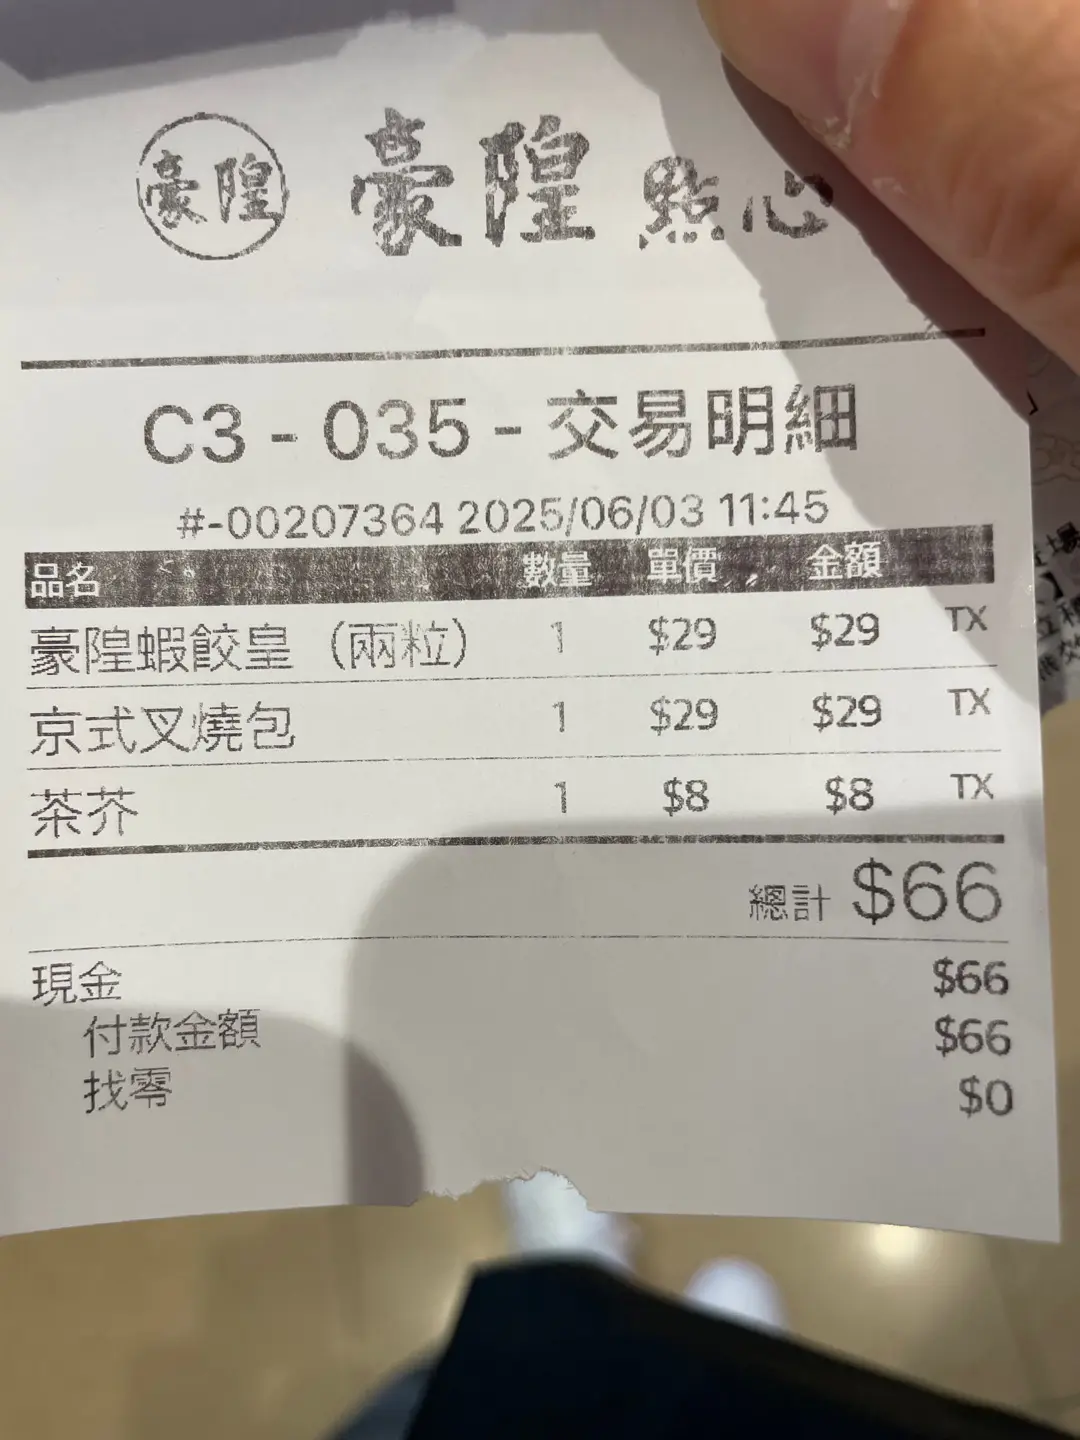 豪隍 豪隍 點心
C3 - 035 - 交易明細
#-00207364 2025/06/03 11:45
品名 數量 單價 金額
豪隍蝦餃皇（兩粒） 1 $29 $29 TX
京式叉燒包 1 $29 $29 TX
茶芥 1 $8 $8 TX
總計 $66
現金 $66
付款金額 $66
找零 $0